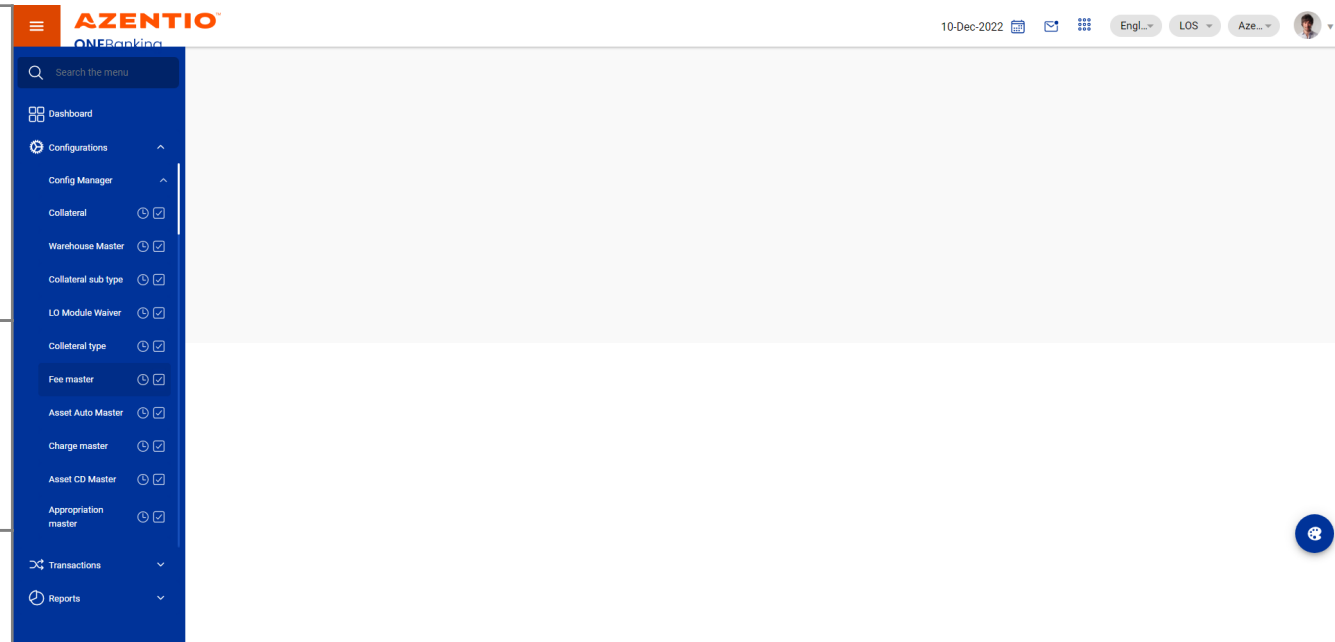 AZENTIO™
ONEBanking
10-Dec-2022
Engl...
LOS
Aze...
Search the menu
Dashboard
Configurations
Config Manager
Collateral
Warehouse Master
Collateral sub type
LO Module Waiver
Colleteral type
Fee master
Asset Auto Master
Charge master
Asset CD Master
Appropriation
master
Transactions
Reports